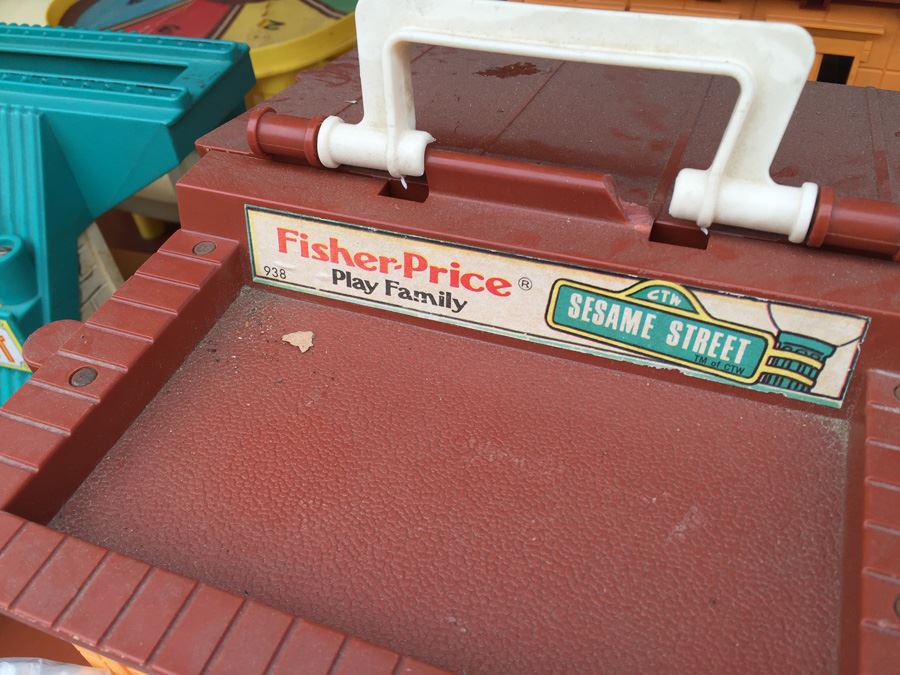 Fisher-Price ®
938 Play Family
CTW
SESAME STREET
TM of CTW